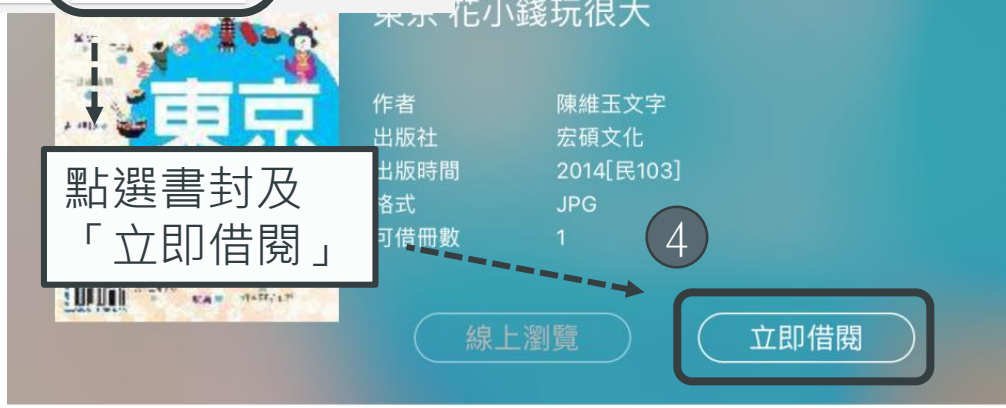 東京 花小錢玩很大
東京
作者 陳維玉文字
出版社 宏碩文化
出版時間 2014[民103]
格式 JPG
可借冊數 1
點選書封及
「立即借閱」
4
線上瀏覽
立即借閱